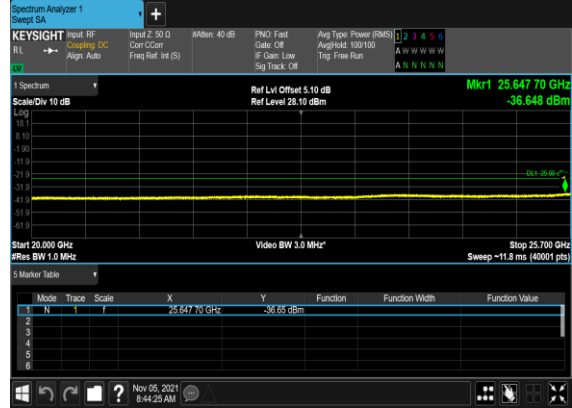 Spectrum Analyzer 1
Swept SA
+
KEYSIGHT
RL
Input: RF
Coupling: DC
Align: Auto
Input Z: 50 Ω
Corr CCorr
Freq Ref: Int (S)
#Atten: 40 dB
PNO: Fast
Gate: Off
IF Gain: Low
Sig Track: Off
Avg Type: Power (RMS)
Avg|Hold: 100/100
Trig: Free Run
1 2 3 4 5 6
A W W W W W
A N N N N N
1 Spectrum
Scale/Div 10 dB
Ref Lvl Offset 5.10 dB
Ref Level 28.10 dBm
Mkr1 25.647 70 GHz
-36.648 dBm
Log
18.1
8.10
-1.90
-11.9
-21.9
-31.9
-41.9
-51.9
-61.9
DL1 -25.00
Start 20.000 GHz
#Res BW 1.0 MHz
Video BW 3.0 MHz*
Stop 25.700 GHz
Sweep ~11.8 ms (40001 pts)
5 Marker Table
Mode Trace Scale X Y Function Function Width Function Value
1 N 1 f 25.647 70 GHz -36.65 dBm
2
3
4
5
6
?
Nov 05, 2021
8:44:25 AM